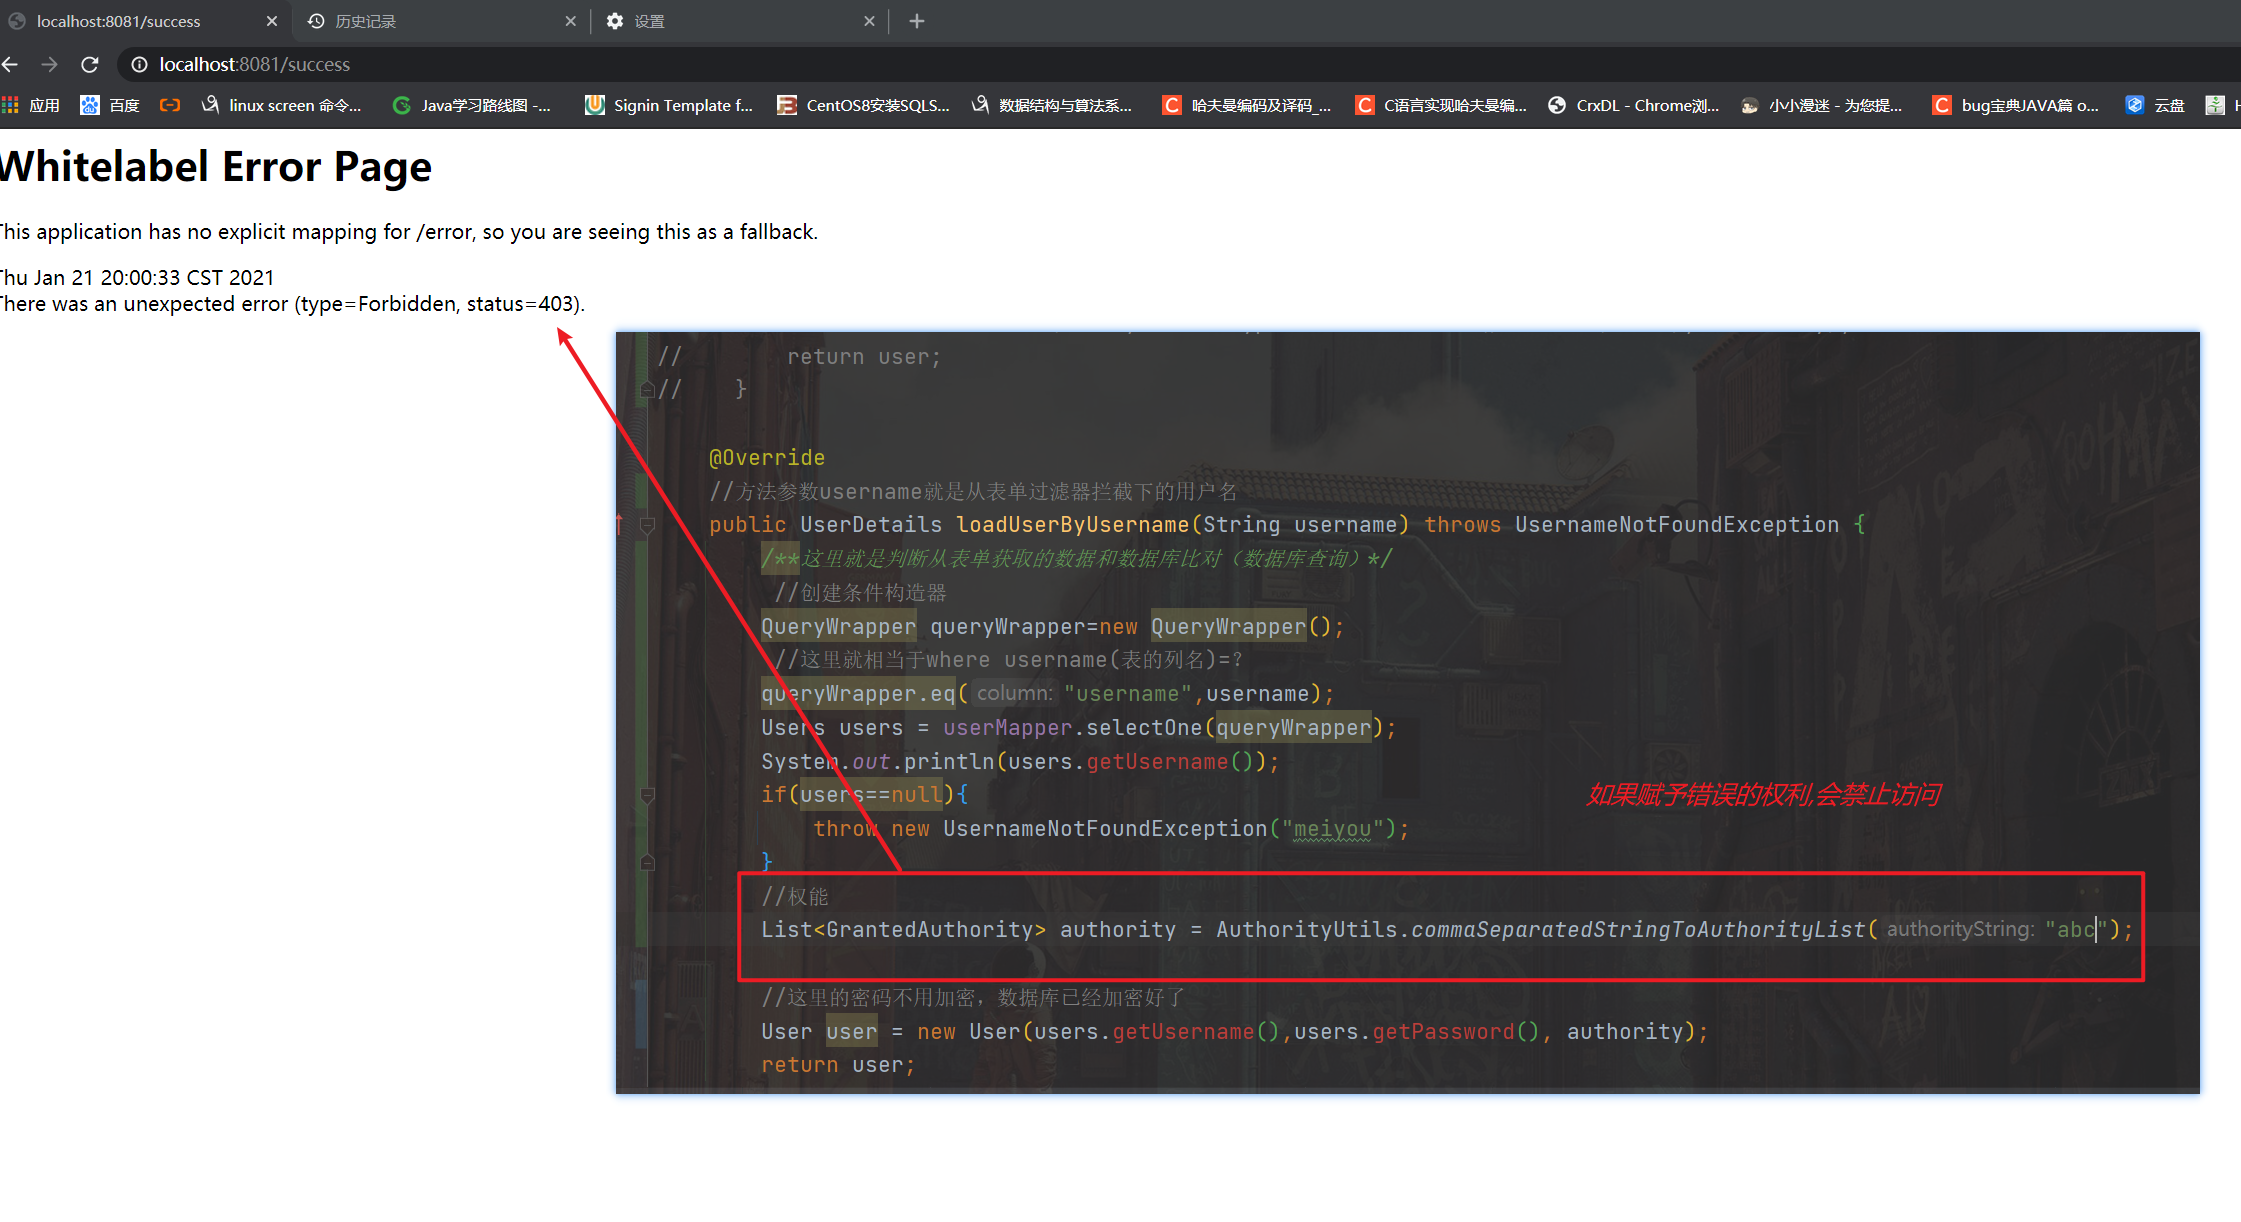 localhost:8081/success
历史记录
设置
localhost:8081/success
应用
百度
linux screen 命令...
Java学习路线图 -...
Signin Template f...
CentOS8安装SQLS...
数据结构与算法系...
哈夫曼编码及译码_...
C语言实现哈夫曼编...
CrxDL - Chrome浏...
小小漫迷 - 为您提...
bug宝典JAVA篇 o...
云盘
H
Whitelabel Error Page
This application has no explicit mapping for /error, so you are seeing this as a fallback.
Thu Jan 21 20:00:33 CST 2021
There was an unexpected error (type=Forbidden, status=403).
// return user;
// }
@Override
//方法参数username就是从表单过滤器拦截下的用户名
public UserDetails loadUserByUsername(String username) throws UsernameNotFoundException {
/**这里就是判断从表单获取的数据和数据库比对（数据库查询）*/
//创建条件构造器
QueryWrapper queryWrapper=new QueryWrapper();
//这里就相当于where username(表的列名)=?
queryWrapper.eq( column: "username",username);
Users users = userMapper.selectOne(queryWrapper);
System.out.println(users.getUsername());
if(users==null){
如果赋予错误的权利,会禁止访问
throw new UsernameNotFoundException("meiyou");
}
//权能
List<GrantedAuthority> authority = AuthorityUtils.commaSeparatedStringToAuthorityList( authorityString: "abc");
//这里的密码不用加密，数据库已经加密好了
User user = new User(users.getUsername(),users.getPassword(), authority);
return user;